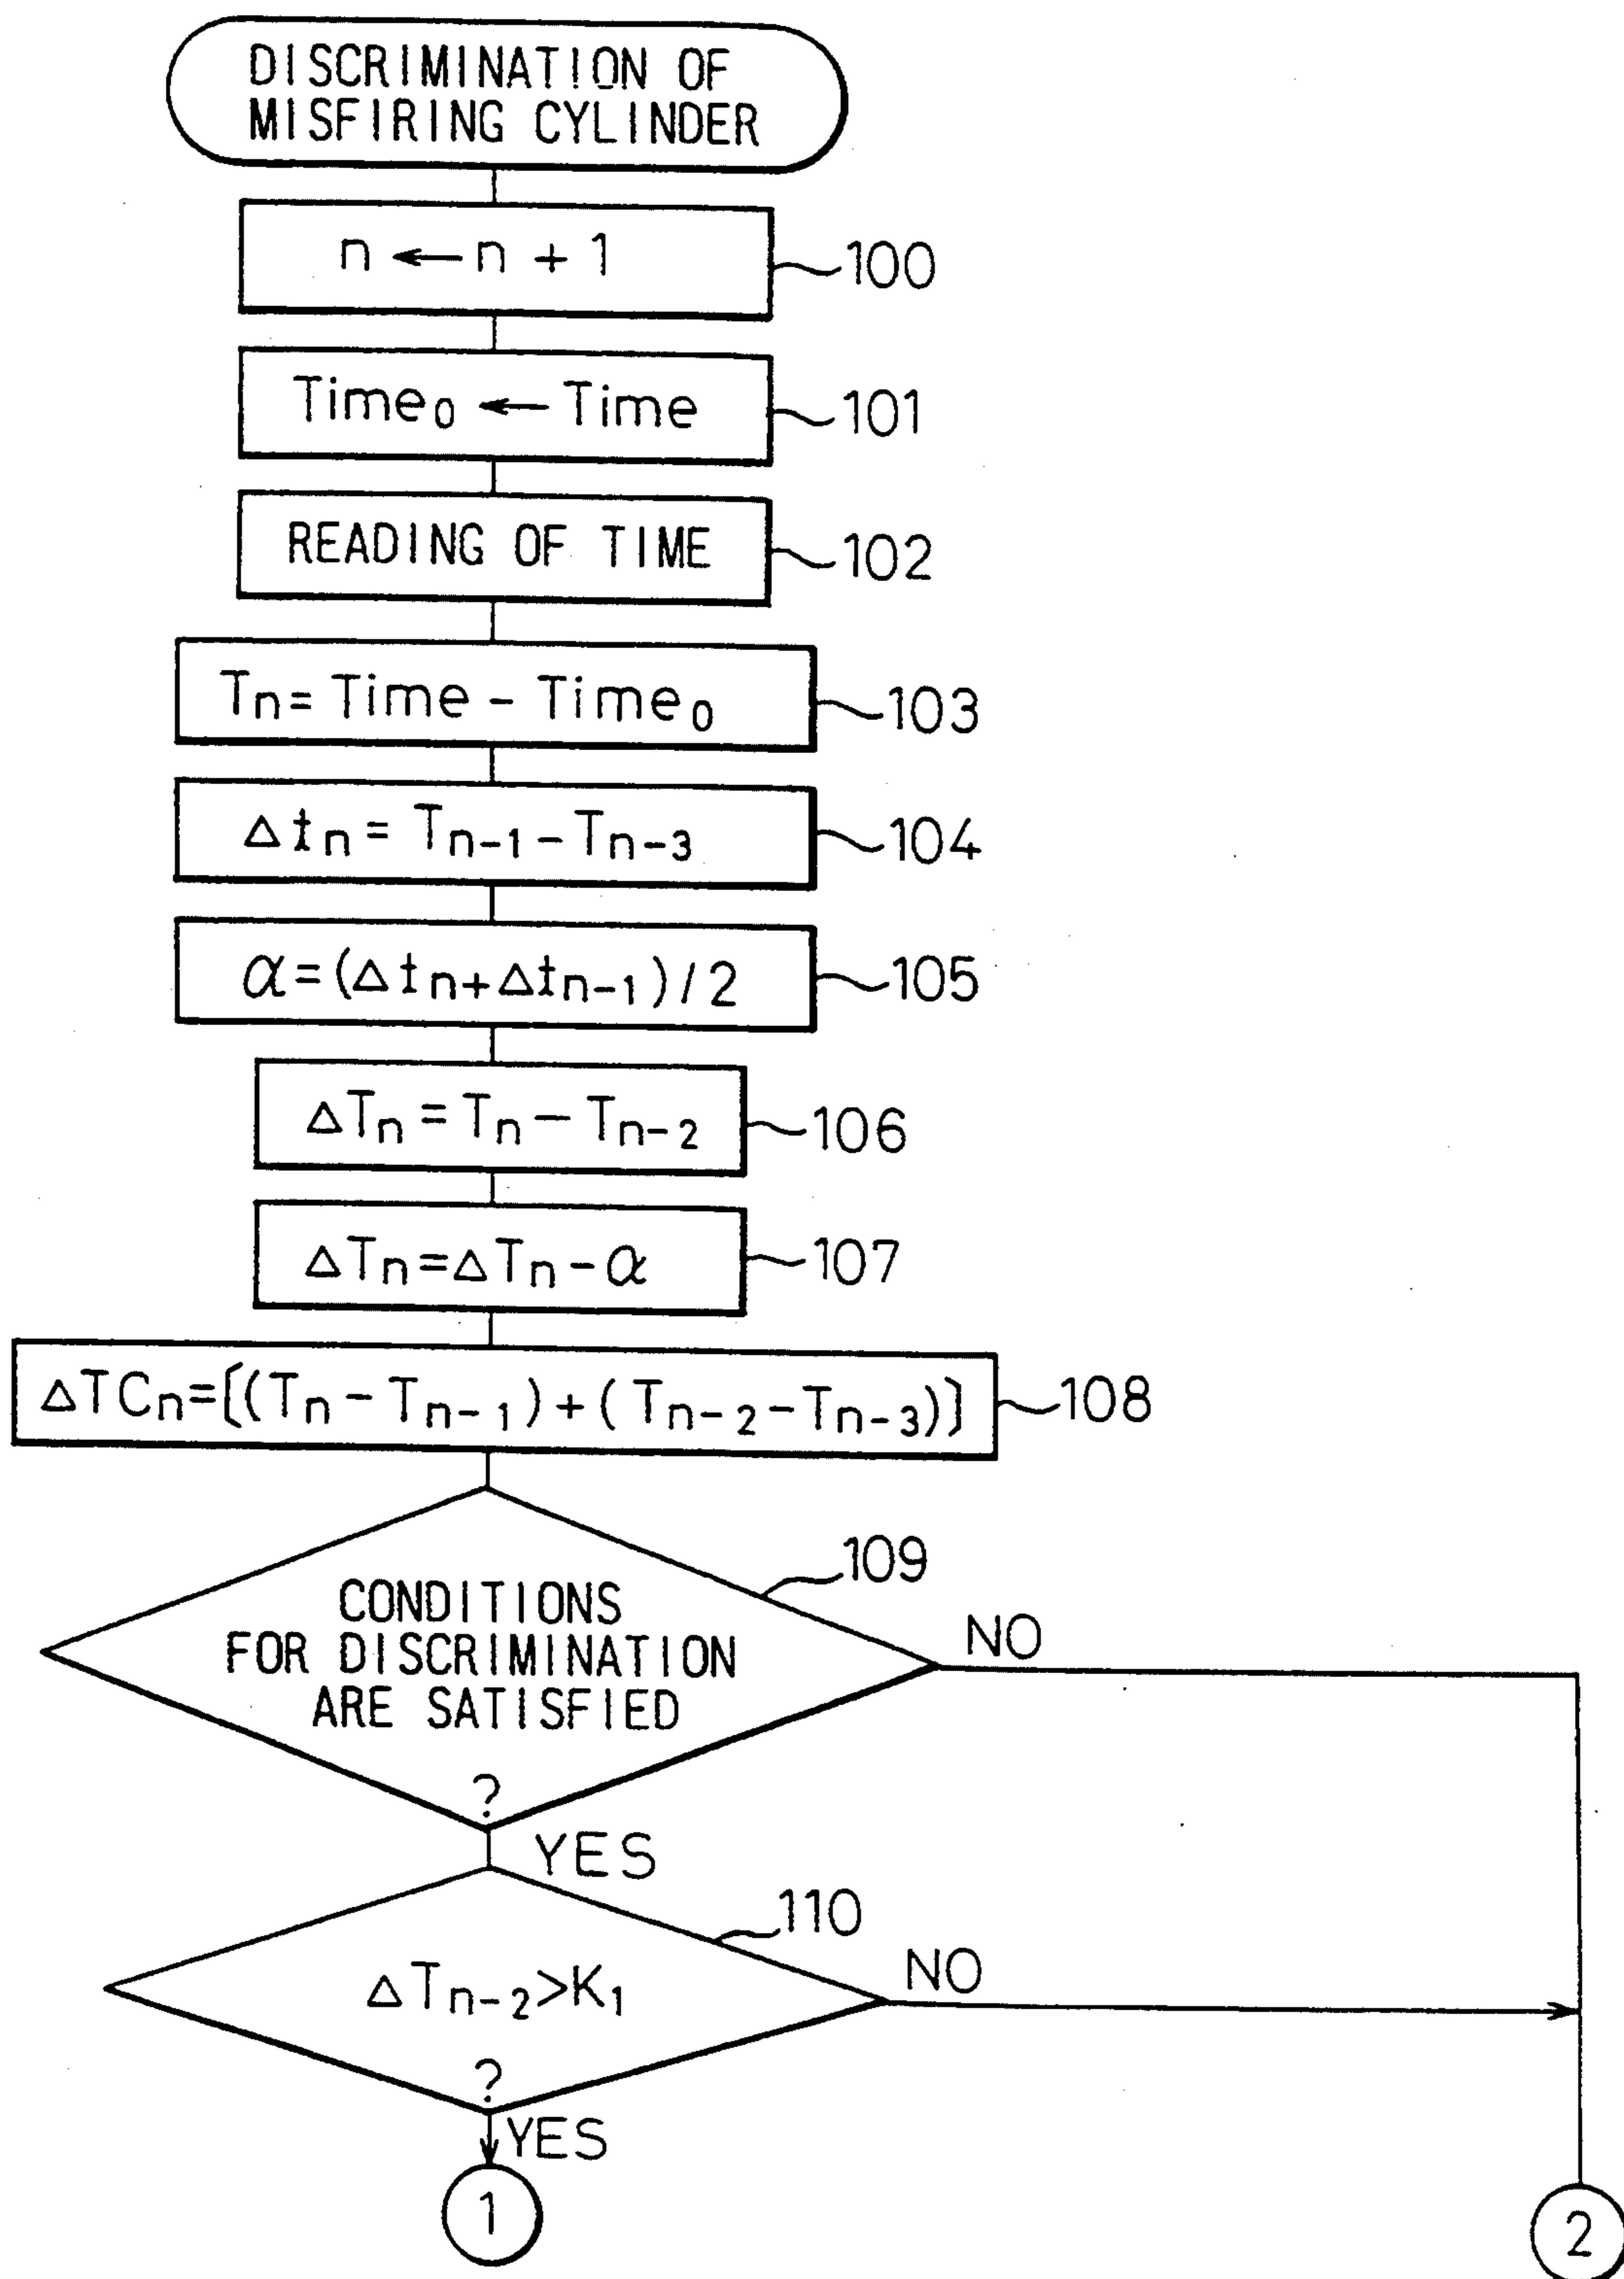 DISCRIMINATION OF
MISFIRING CYLINDER
n ← n + 1
100
Time₀ ← Time
101
READING OF TIME
102
Tₙ = Time - Time₀
103
Δtₙ = Tₙ₋₁ - Tₙ₋₃
104
α = (Δtₙ + Δtₙ₋₁) / 2
105
ΔTₙ = Tₙ - Tₙ₋₂
106
ΔTₙ = ΔTₙ - α
107
ΔTCₙ = [(Tₙ - Tₙ₋₁) + (Tₙ₋₂ - Tₙ₋₃)]
108
109
CONDITIONS
FOR DISCRIMINATION
ARE SATISFIED
?
NO
YES
110
ΔTₙ₋₂ > K₁
?
NO
YES
1
2